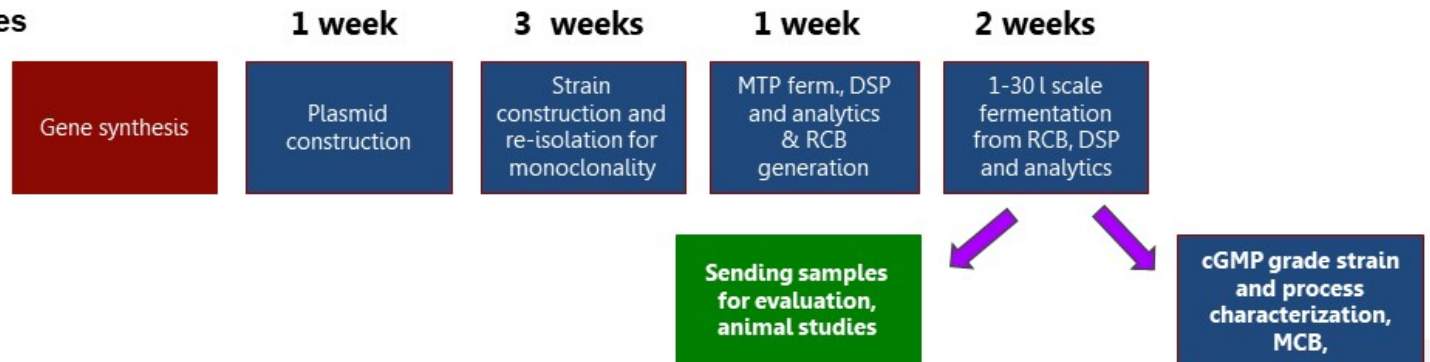 es
1 week
3 weeks
1 week
2 weeks
Gene synthesis
Plasmid
construction
Strain
construction and
re-isolation for
monoclonality
MTP ferm., DSP
and analytics
& RCB
generation
1-30 l scale
fermentation
from RCB, DSP
and analytics
Sending samples
for evaluation,
animal studies
cGMP grade strain
and process
characterization,
MCB,